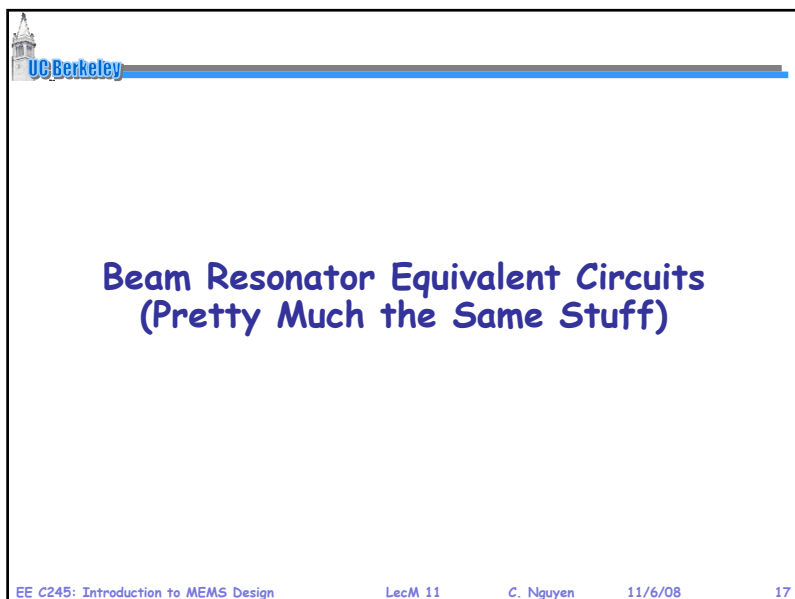 UC Berkeley
Beam Resonator Equivalent Circuits
(Pretty Much the Same Stuff)
EE C245: Introduction to MEMS Design LecM 11 C. Nguyen 11/6/08 17